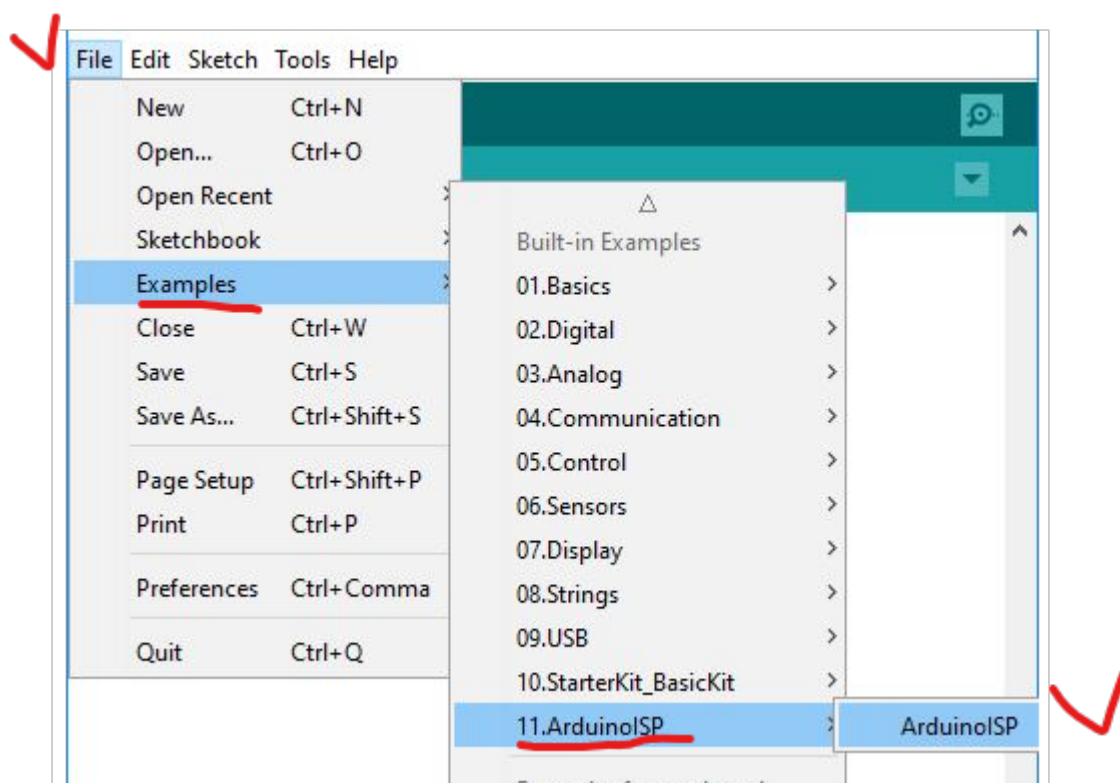 File Edit Sketch Tools Help
New Ctrl+N
Open... Ctrl+O
Open Recent
Sketchbook
Examples
Close Ctrl+W
Save Ctrl+S
Save As... Ctrl+Shift+S
Page Setup Ctrl+Shift+P
Print Ctrl+P
Preferences Ctrl+Comma
Quit Ctrl+Q
Built-in Examples
01.Basics
02.Digital
03.Analog
04.Communication
05.Control
06.Sensors
07.Display
08.Strings
09.USB
10.StarterKit_BasicKit
11.ArduinoISP
ArduinoISP